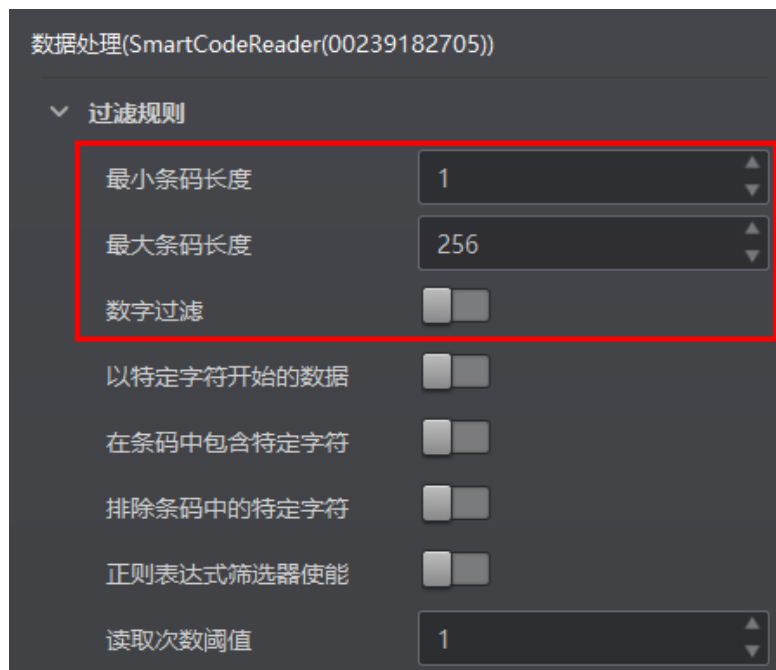 数据处理(SmartCodeReader(00239182705))
过滤规则
最小条码长度 1
最大条码长度 256
数字过滤
以特定字符开始的数据
在条码中包含特定字符
排除条码中的特定字符
正则表达式筛选器使能
读取次数阈值 1